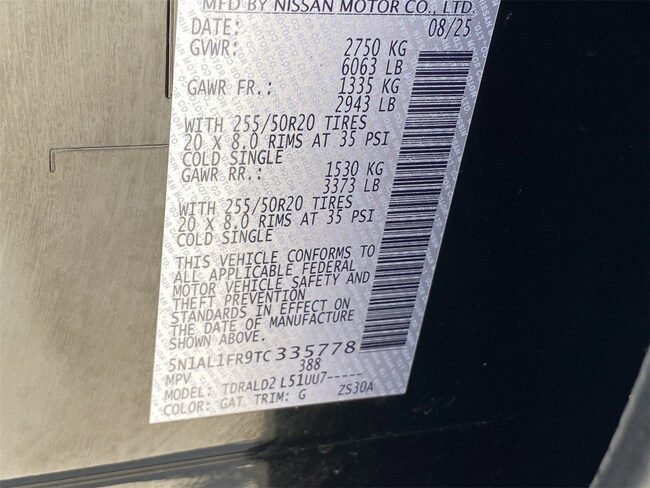 MFD BY NISSAN MOTOR CO., LTD.
DATE: 08/25
GVWR: 2750 KG
6063 LB
GAWR FR.: 1335 KG
2943 LB
WITH 255/50R20 TIRES
20 X 8.0 RIMS AT 35 PSI
COLD SINGLE
GAWR RR.: 1530 KG
3373 LB
WITH 255/50R20 TIRES
20 X 8.0 RIMS AT 35 PSI
COLD SINGLE
THIS VEHICLE CONFORMS TO
ALL APPLICABLE FEDERAL
MOTOR VEHICLE SAFETY AND
THEFT PREVENTION
STANDARDS IN EFFECT ON
THE DATE OF MANUFACTURE
SHOWN ABOVE.
5N1AL1FR9TC335778
MPV 388
MODEL: TDRALD2 L51UU7-----
COLOR: GAT TRIM: G ZS30A